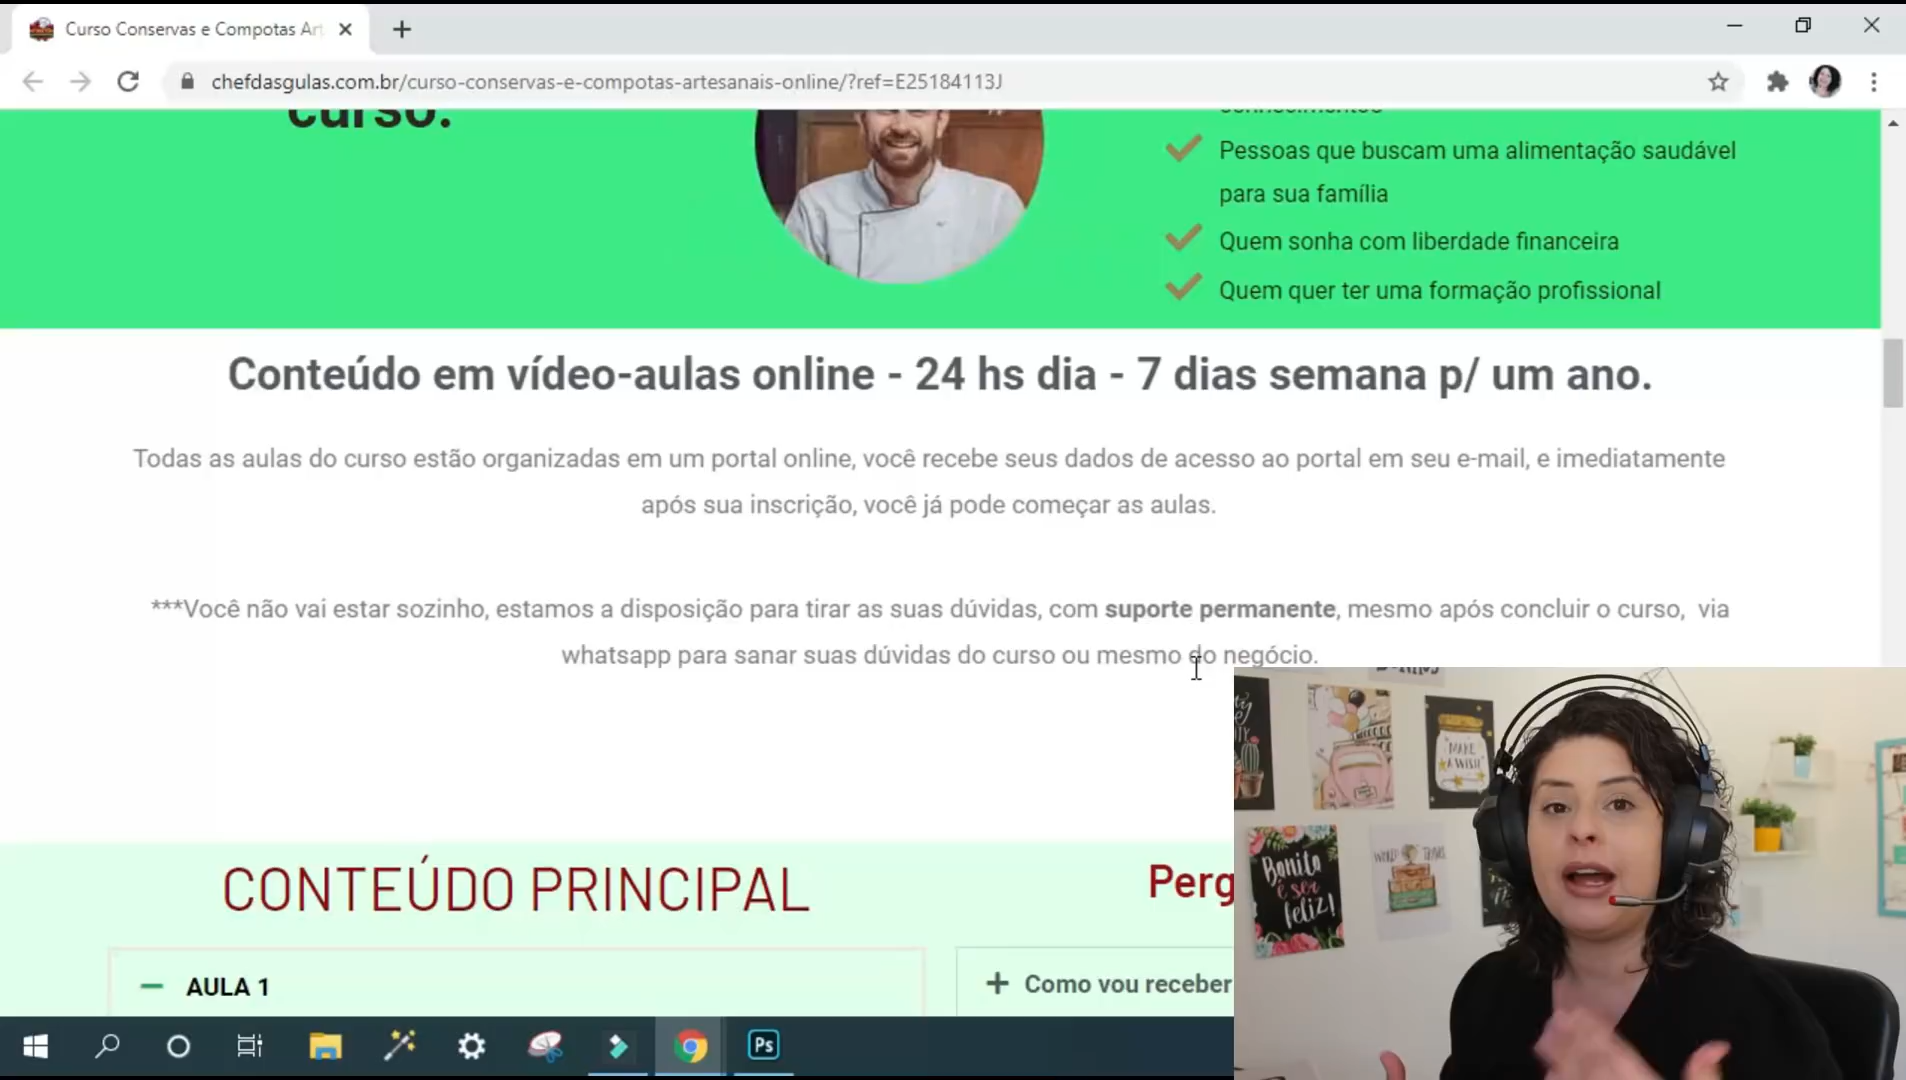 Curso Conservas e Compotas Art
chefdasgulas.com.br/curso-conservas-e-compotas-artesanais-online/?ref=E25184113J
curso.
conhecimentos
Pessoas que buscam uma alimentação saudável
para sua família
Quem sonha com liberdade financeira
Quem quer ter uma formação profissional
Conteúdo em vídeo-aulas online - 24 hs dia - 7 dias semana p/ um ano.
Todas as aulas do curso estão organizadas em um portal online, você recebe seus dados de acesso ao portal em seu e-mail, e imediatamente
após sua inscrição, você já pode começar as aulas.
***Você não vai estar sozinho, estamos a disposição para tirar as suas dúvidas, com suporte permanente, mesmo após concluir o curso, via
whatsapp para sanar suas dúvidas do curso ou mesmo do negócio.
CONTEÚDO PRINCIPAL
Perg
AULA 1
Como vou receber
MAKE
A WISH
Bonita
é ser
feliz!
WORLD
Ps